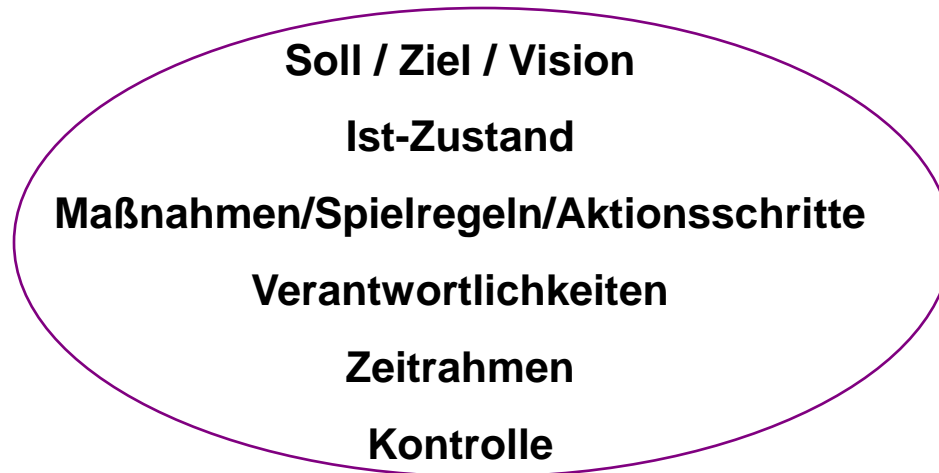 Soll / Ziel / Vision
Ist-Zustand
Maßnahmen/Spielregeln/Aktionsschritte
Verantwortlichkeiten
Zeitrahmen
Kontrolle